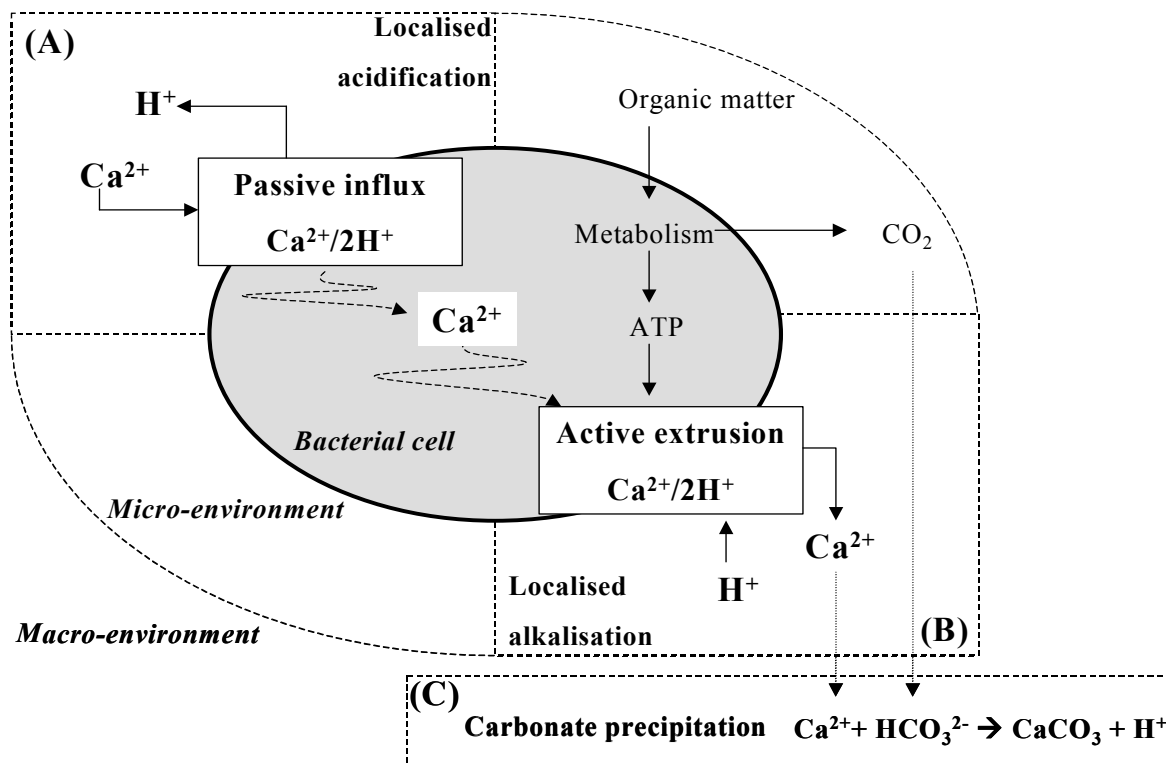 (A)
Localised
acidification
H⁺
Ca²⁺
Passive influx
Ca²⁺/2H⁺
Organic matter
Metabolism
CO₂
Ca²⁺
ATP
Bacterial cell
Active extrusion
Ca²⁺/2H⁺
Micro-environment
Ca²⁺
H⁺
Localised
alkalisation
(B)
Macro-environment
(C)
Carbonate precipitation Ca²⁺+ HCO₃²⁻ → CaCO₃ + H⁺